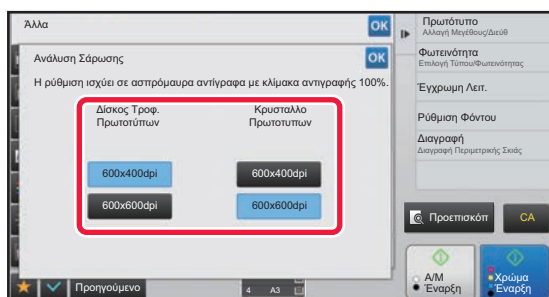 Άλλα
OK
Ανάλυση Σάρωσης
OK
Η ρύθμιση ισχύει σε ασπρόμαυρα αντίγραφα με κλίμακα αντιγραφής 100%.
Δίσκος Τροφ.
Πρωτοτύπων
Κρυσταλλο
Πρωτοτυπων
600x400dpi
600x400dpi
600x600dpi
600x600dpi
Προηγούμενο
4 A3
Πρωτότυπο
Αλλαγή Μεγέθους/Διεύθ
Φωτεινότητα
Επιλογή Τύπου/Φωτεινότητας
Έγχρωμη Λειτ.
Ρύθμιση Φόντου
Διαγραφή
Διαγραφή Περιμετρικής Σκιάς
Προεπισκόπ
CA
Α/Μ
Έναρξη
Χρώμα
Έναρξη